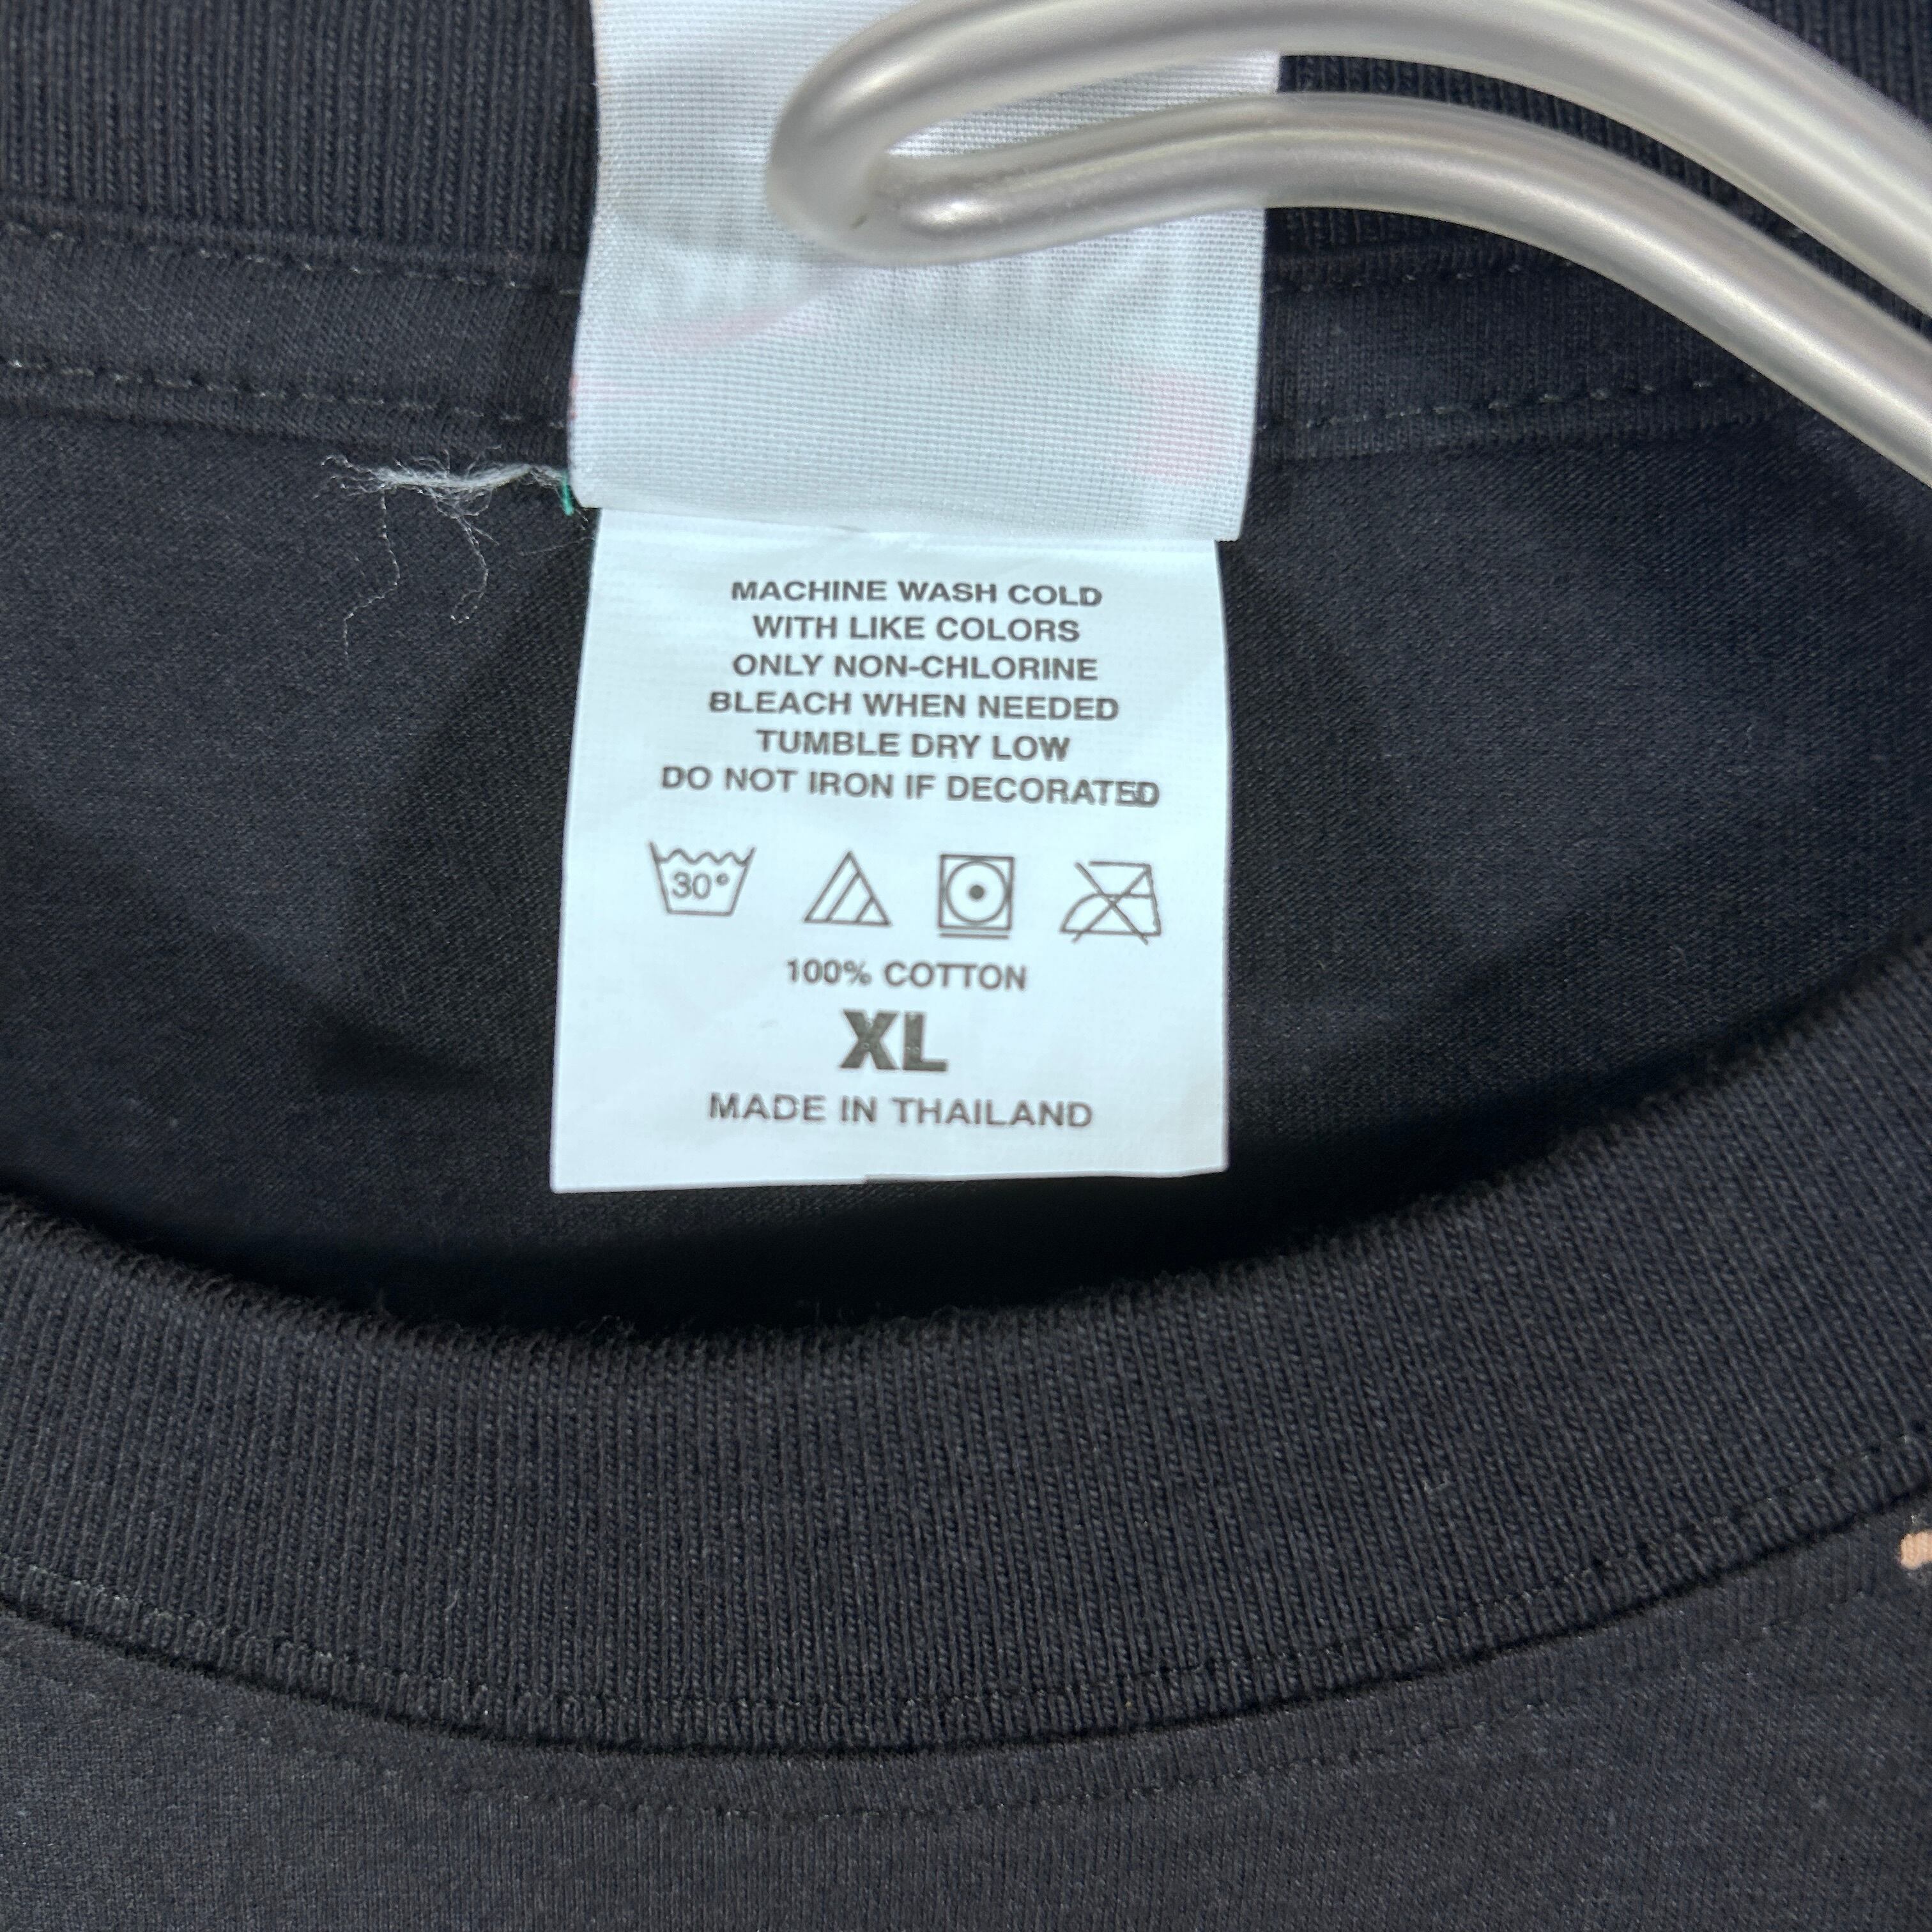 MACHINE WASH COLD
WITH LIKE COLORS
ONLY NON-CHLORINE
BLEACH WHEN NEEDED
TUMBLE DRY LOW
DO NOT IRON IF DECORATED
30°
100% COTTON
XL
MADE IN THAILAND